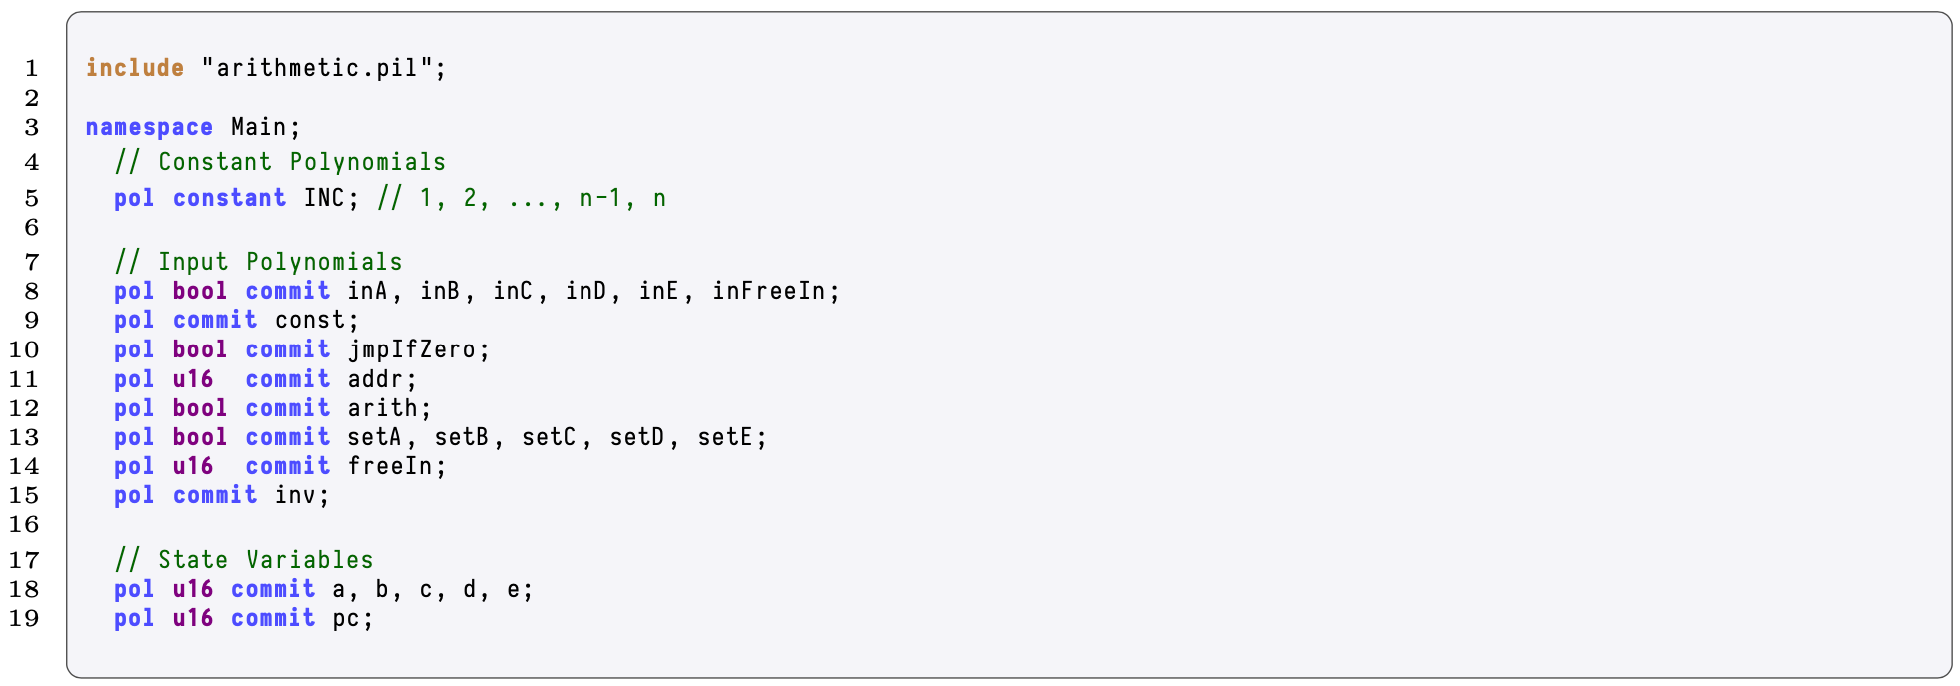 1 include "arithmetic.pil";
2
3 namespace Main;
4 // Constant Polynomials
5 pol constant INC; // 1, 2, ..., n-1, n
6
7 // Input Polynomials
8 pol bool commit inA, inB, inC, inD, inE, inFreeIn;
9 pol commit const;
10 pol bool commit jmpIfZero;
11 pol u16 commit addr;
12 pol bool commit arith;
13 pol bool commit setA, setB, setC, setD, setE;
14 pol u16 commit freeIn;
15 pol commit inv;
16
17 // State Variables
18 pol u16 commit a, b, c, d, e;
19 pol u16 commit pc;